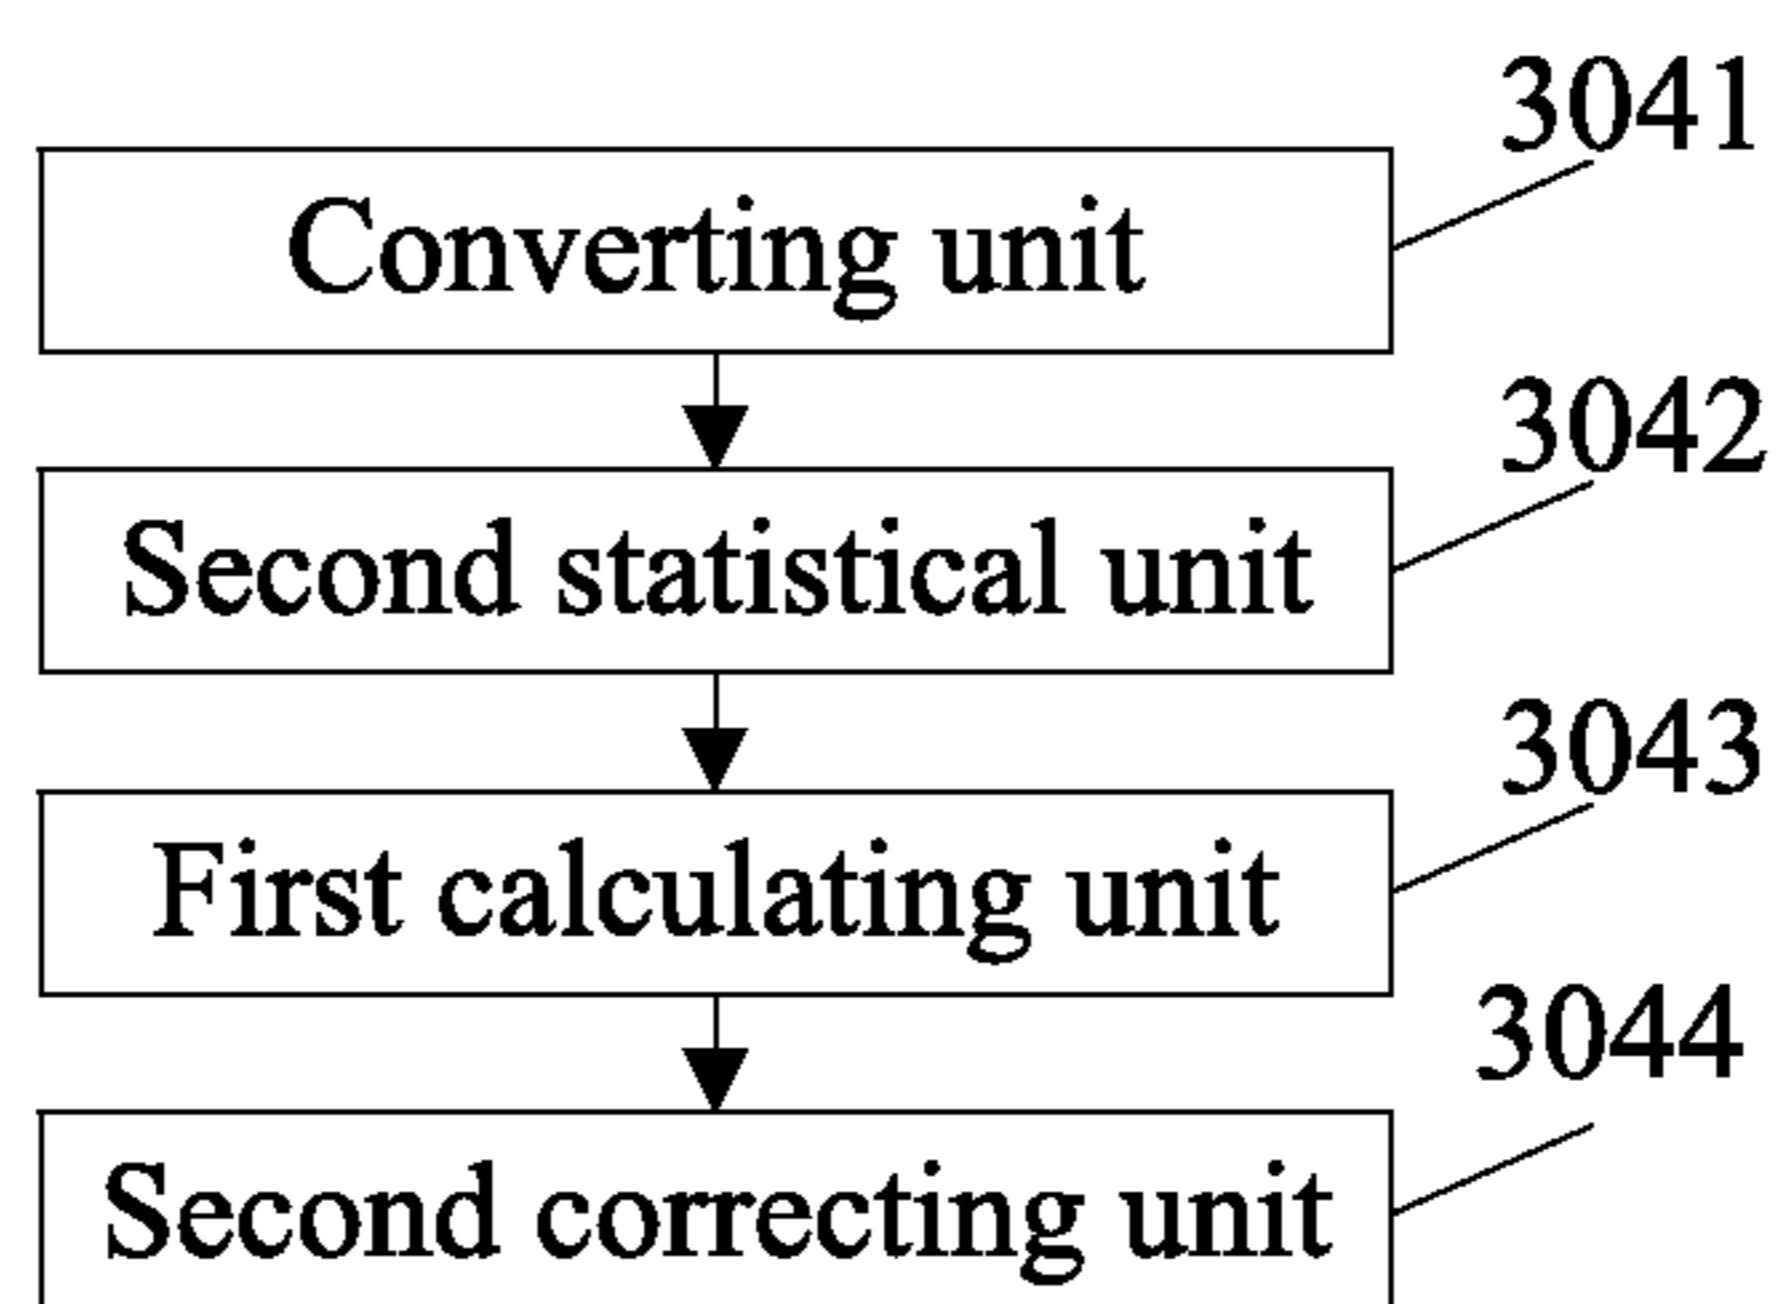 3041
Converting unit
3042
Second statistical unit
3043
First calculating unit
3044
Second correcting unit